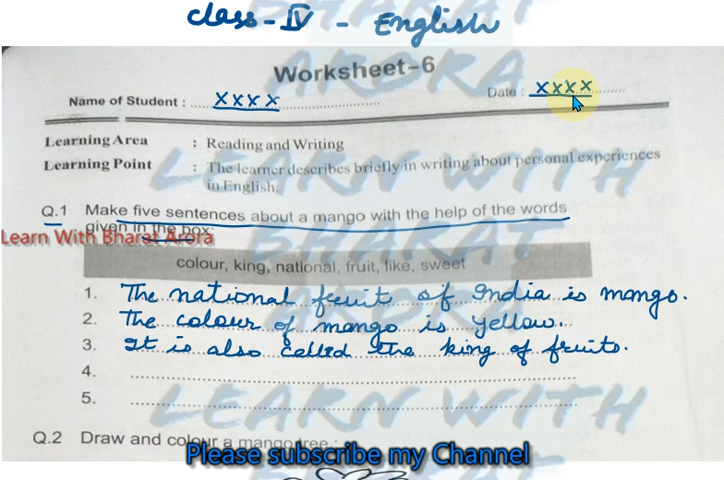 class-IV - English
Worksheet-6
Name of Student : xxxx
Date : xxxx
Learning Area : Reading and Writing
Learning Point : The learner describes briefly in writing about personal experiences
in English.
Q.1 Make five sentences about a mango with the help of the words
given in the box:
Learn With Bharat Arora
colour, king, national, fruit, like, sweet
1. The national fruit of India is mango.
2. The colour of mango is yellow.
3. It is also called the king of fruits.
4.
5.
Q.2 Draw and colour a mango tree.
Please subscribe my Channel
BHARAT
ARORA
LEARN WITH
BHARAT
ARORA
LEARN WITH
BHARAT